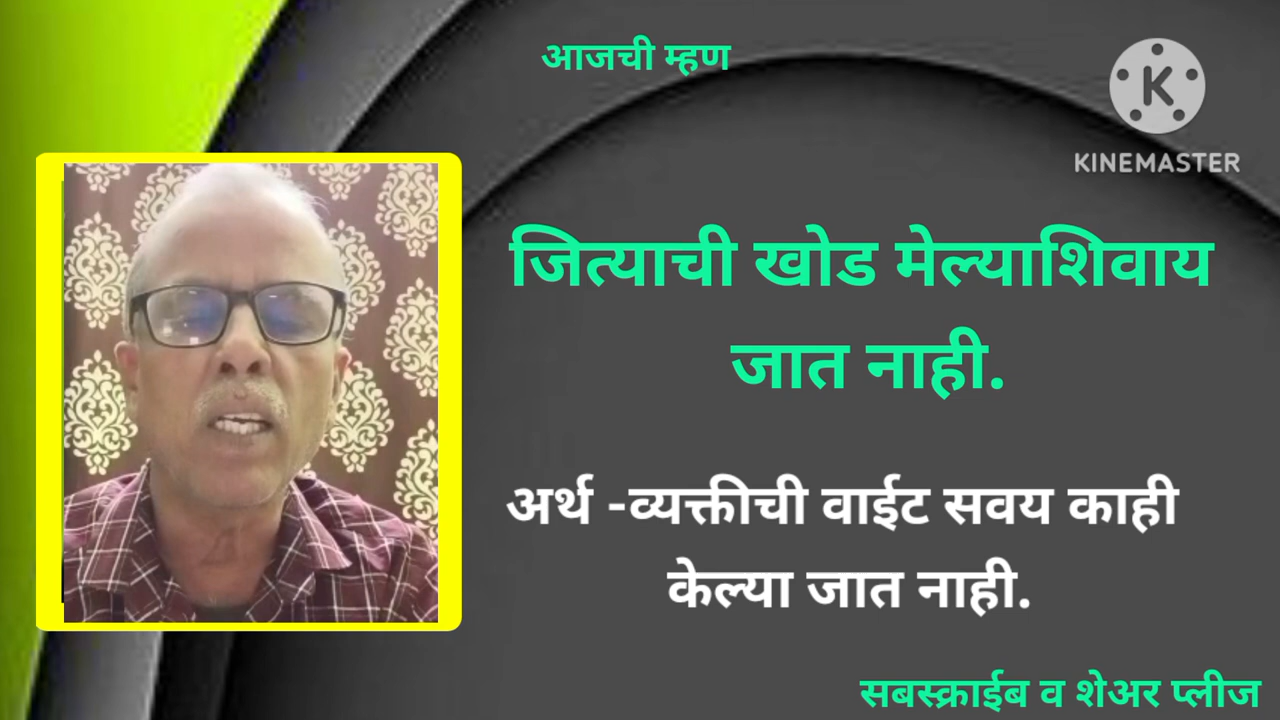 आजची म्हण
K
KINEMASTER
जित्याची खोड मेल्याशिवाय
जात नाही.
अर्थ -व्यक्तीची वाईट सवय काही
केल्या जात नाही.
सबस्क्राईब व शेअर प्लीज